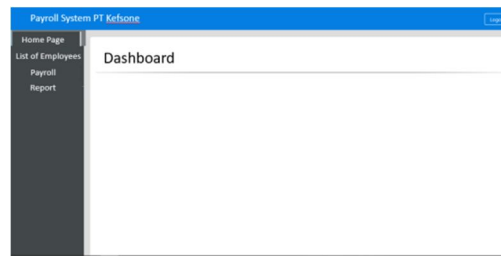 Payroll System PT Kefsone
Home Page
List of Employees
Payroll
Report
Dashboard